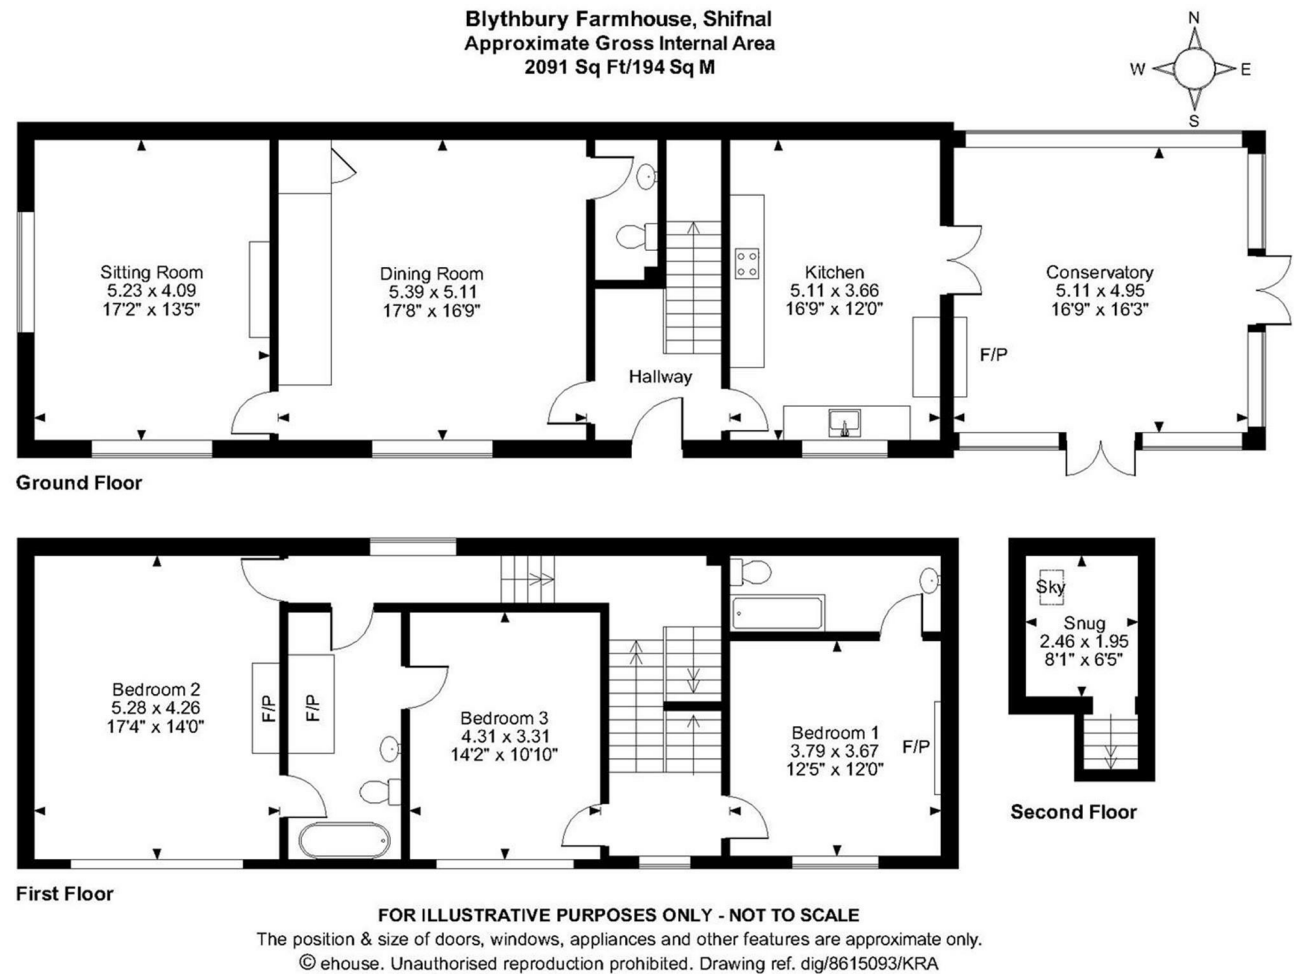 Blythbury Farmhouse, Shifnal
Approximate Gross Internal Area
2091 Sq Ft/194 Sq M
N
W
E
S
Sitting Room
5.23 x 4.09
17'2" x 13'5"
Dining Room
5.39 x 5.11
17'8" x 16'9"
Hallway
Kitchen
5.11 x 3.66
16'9" x 12'0"
F/P
Conservatory
5.11 x 4.95
16'9" x 16'3"
Ground Floor
Bedroom 2
5.28 x 4.26
17'4" x 14'0"
F/P
F/P
Bedroom 3
4.31 x 3.31
14'2" x 10'10"
Bedroom 1
3.79 x 3.67
12'5" x 12'0"
F/P
Sky
Snug
2.46 x 1.95
8'1" x 6'5"
Second Floor
First Floor
FOR ILLUSTRATIVE PURPOSES ONLY - NOT TO SCALE
The position & size of doors, windows, appliances and other features are approximate only.
© ehouse. Unauthorised reproduction prohibited. Drawing ref. dig/8615093/KRA